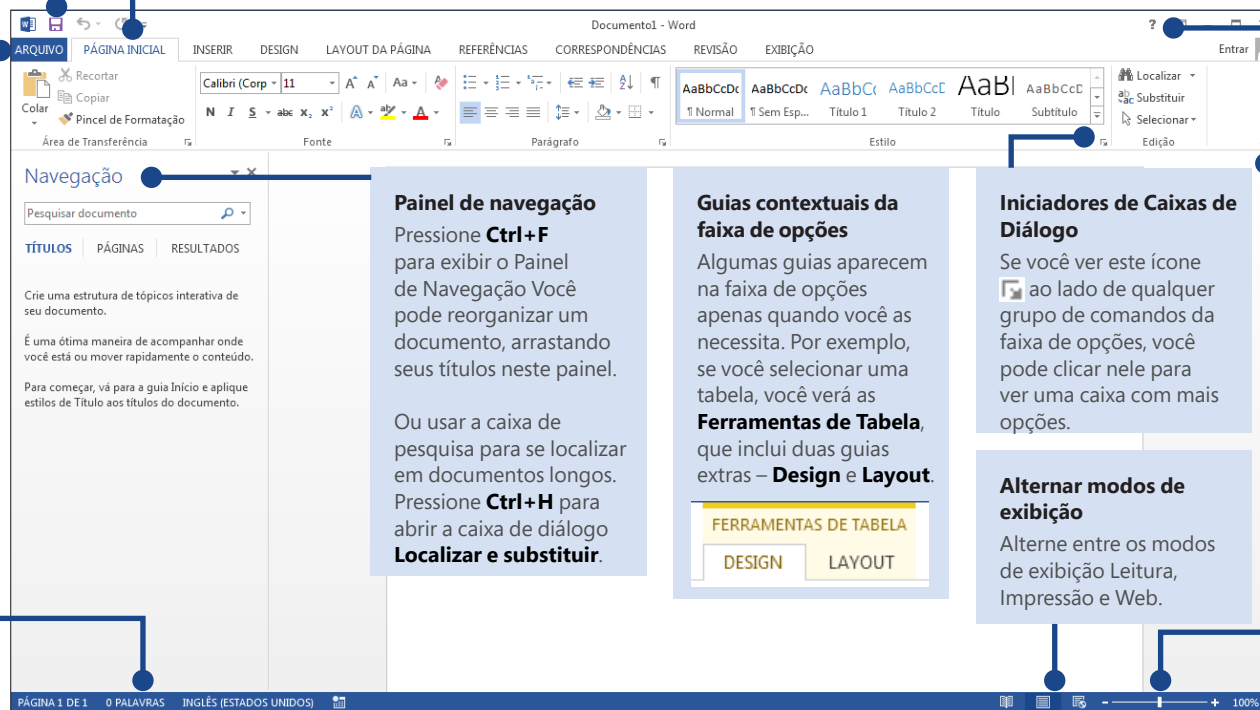 Documento1 - Word
?
Entrar
ARQUIVO PÁGINA INICIAL INSERIR DESIGN LAYOUT DA PÁGINA REFERÊNCIAS CORRESPONDÊNCIAS REVISÃO EXIBIÇÃO
Colar
Recortar
Copiar
Pincel de Formatação
Área de Transferência
Calibri (Corp 11 A A Aa
N I S abc x₂ x² A aby A
Fonte
Parágrafo
AaBbCcDc AaBbCcDc AaBbCc AaBbCcE AaBl AaBbCcE
¶ Normal ¶ Sem Esp... Título 1 Título 2 Título Subtítulo
Estilo
Localizar
Substituir
Selecionar
Edição
Navegação
Pesquisar documento
TÍTULOS PÁGINAS RESULTADOS
Crie uma estrutura de tópicos interativa de
seu documento.
É uma ótima maneira de acompanhar onde
você está ou mover rapidamente o conteúdo.
Para começar, vá para a guia Início e aplique
estilos de Título aos títulos do documento.
Painel de navegação
Pressione Ctrl+F
para exibir o Painel
de Navegação Você
pode reorganizar um
documento, arrastando
seus títulos neste painel.
Ou usar a caixa de
pesquisa para se localizar
em documentos longos.
Pressione Ctrl+H para
abrir a caixa de diálogo
Localizar e substituir.
Guias contextuais da
faixa de opções
Algumas guias aparecem
na faixa de opções
apenas quando você as
necessita. Por exemplo,
se você selecionar uma
tabela, você verá as
Ferramentas de Tabela,
que inclui duas guias
extras – Design e Layout.
FERRAMENTAS DE TABELA
DESIGN LAYOUT
Iniciadores de Caixas de
Diálogo
Se você ver este ícone
ao lado de qualquer
grupo de comandos da
faixa de opções, você
pode clicar nele para
ver uma caixa com mais
opções.
Alternar modos de
exibição
Alterne entre os modos
de exibição Leitura,
Impressão e Web.
PÁGINA 1 DE 1 0 PALAVRAS INGLÊS (ESTADOS UNIDOS) - + 100%